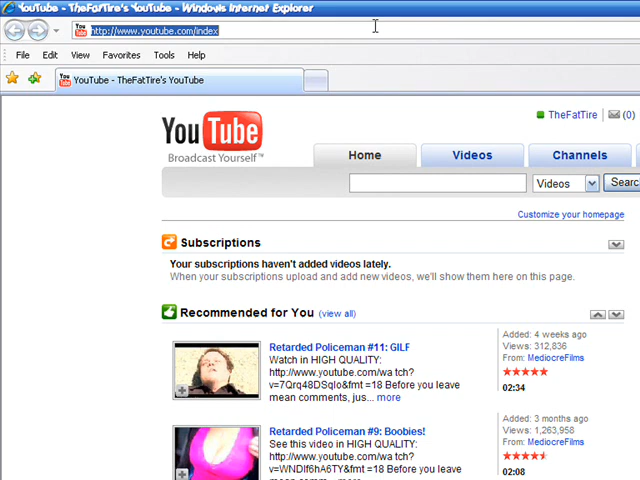 YouTube - TheFatTire's YouTube - Windows Internet Explorer
http://www.youtube.com/index
File Edit View Favorites Tools Help
YouTube - TheFatTire's YouTube
TheFatTire (0)
YouTube
Broadcast Yourself™
Home Videos Channels
Videos Searc
Customize your homepage
Subscriptions
Your subscriptions haven't added videos lately.
When your subscriptions upload and add new videos, we'll show them here on this page.
Recommended for You (view all)
Retarded Policeman #11: GILF
Watch in HIGH QUALITY:
http://www.youtube.com/wa tch?
v=7Qrq48DSqIo&fmt =18 Before you leave
mean comments, jus... more
Added: 4 weeks ago
Views: 312,836
From: MediocreFilms
02:34
Retarded Policeman #9: Boobies!
See this video in HIGH QUALITY:
http://www.youtube.com/wa tch?
v=WNDIf6hA6TY&fmt =18 Before you leave
Added: 3 months ago
Views: 1,263,958
From: MediocreFilms
02:08